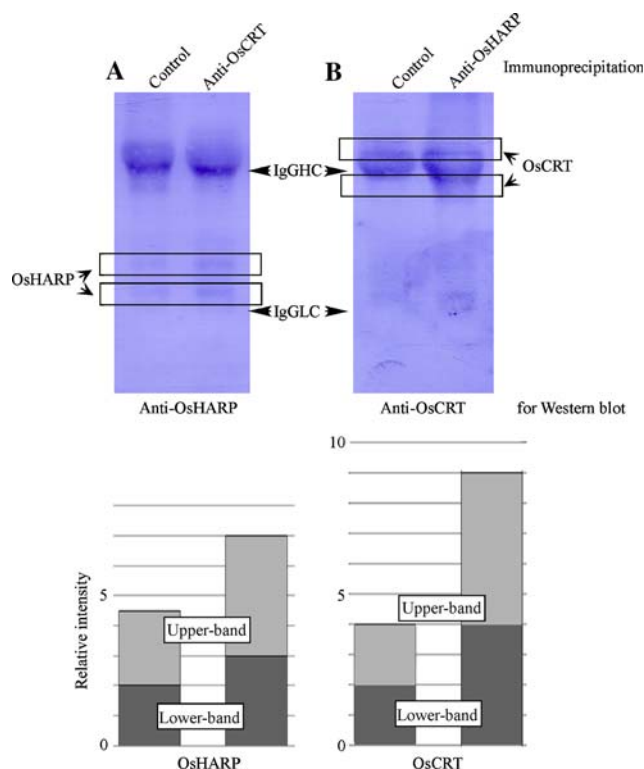 A
Control
Anti-OsCRT
B
Control
Anti-OsHARP
Immunoprecipitation
IgGHC
OsCRT
OsHARP
IgGLC
Anti-OsHARP
Anti-OsCRT
for Western blot
10
5
5
Relative intensity
Upper-band
Upper-band
Lower-band
Lower-band
0
0
OsHARP
OsCRT